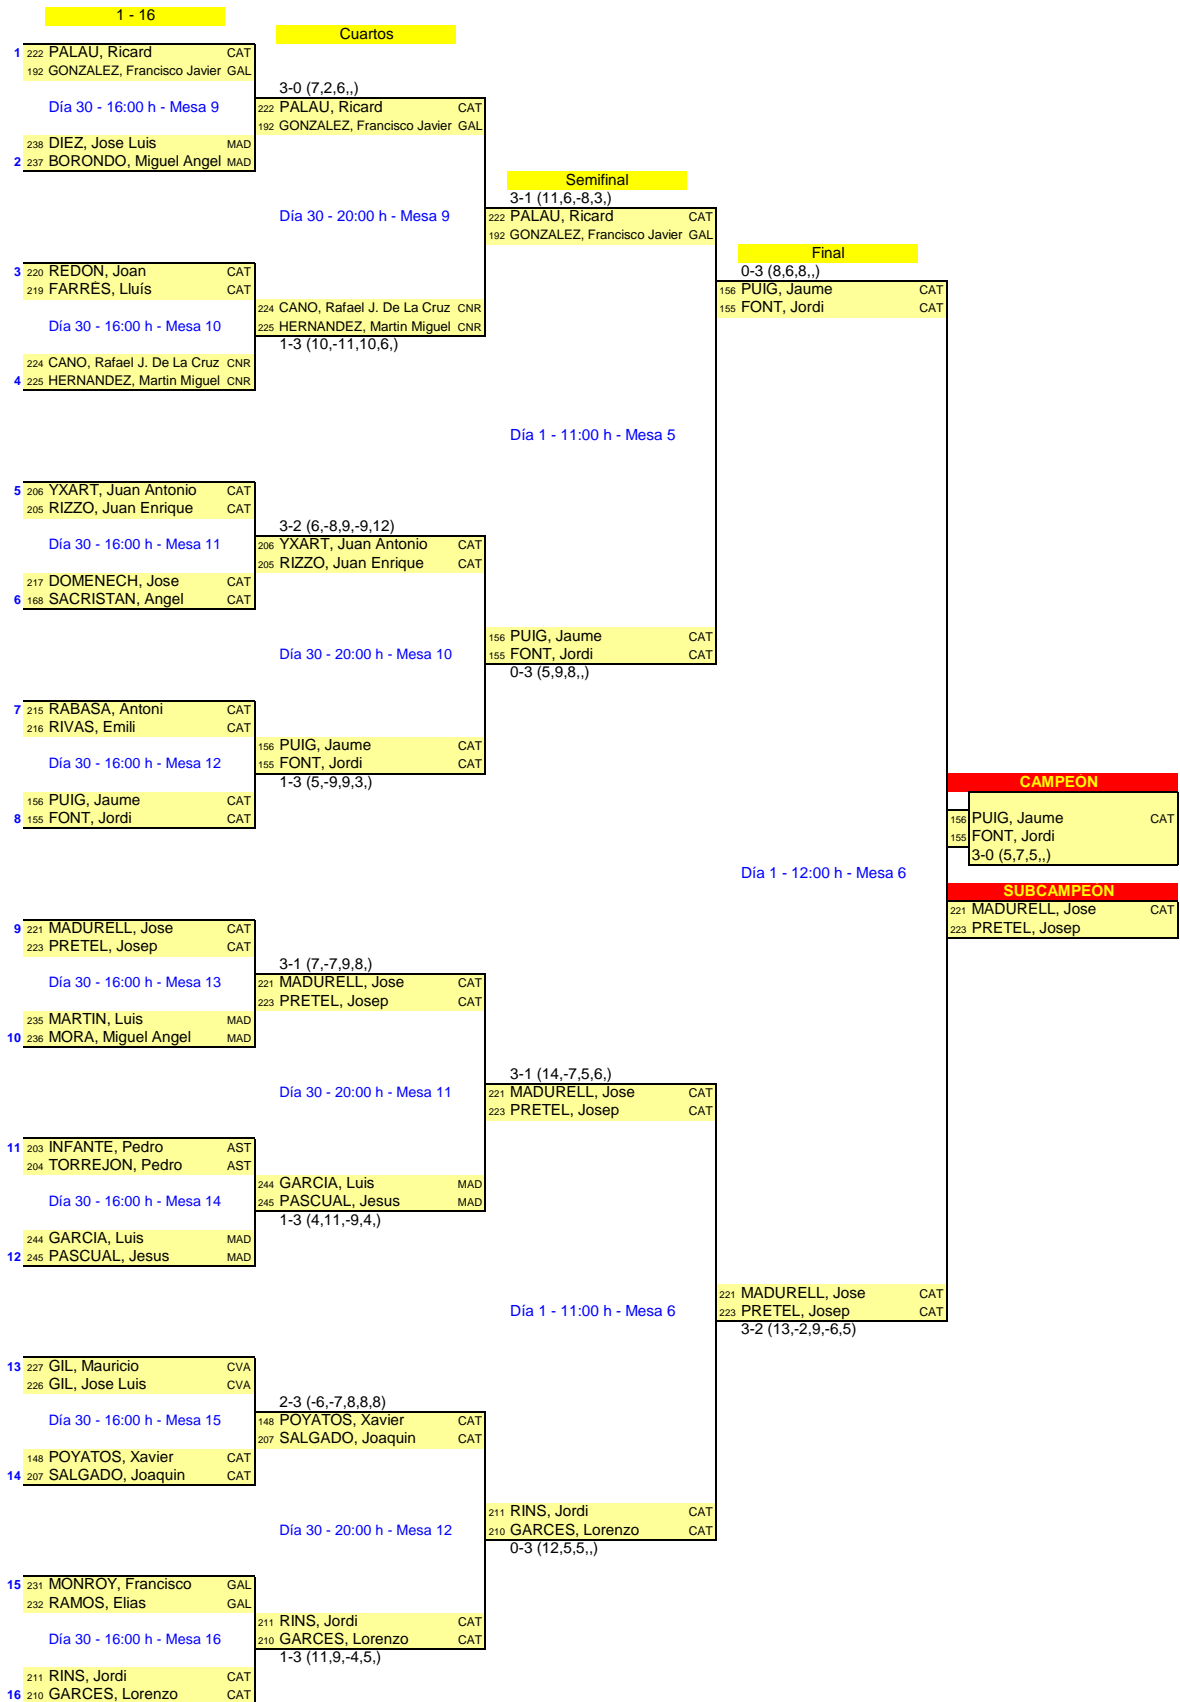 1 - 16
Cuartos
1 222 PALAU, Ricard CAT
192 GONZALEZ, Francisco Javier GAL
3-0 (7,2,6,,)
Día 30 - 16:00 h - Mesa 9
222 PALAU, Ricard CAT
192 GONZALEZ, Francisco Javier GAL
238 DIEZ, Jose Luis MAD
2 237 BORONDO, Miguel Angel MAD
Semifinal
3-1 (11,6,-8,3,)
Día 30 - 20:00 h - Mesa 9
222 PALAU, Ricard CAT
192 GONZALEZ, Francisco Javier GAL
Final
3 220 REDON, Joan CAT
0-3 (8,6,8,,)
219 FARRÉS, Lluís CAT
156 PUIG, Jaume CAT
155 FONT, Jordi CAT
224 CANO, Rafael J. De La Cruz CNR
Día 30 - 16:00 h - Mesa 10
225 HERNANDEZ, Martin Miguel CNR
1-3 (10,-11,10,6,)
224 CANO, Rafael J. De La Cruz CNR
4 225 HERNANDEZ, Martin Miguel CNR
Día 1 - 11:00 h - Mesa 5
5 206 YXART, Juan Antonio CAT
205 RIZZO, Juan Enrique CAT
3-2 (6,-8,9,-9,12)
Día 30 - 16:00 h - Mesa 11
206 YXART, Juan Antonio CAT
205 RIZZO, Juan Enrique CAT
217 DOMENECH, Jose CAT
6 168 SACRISTAN, Angel CAT
156 PUIG, Jaume CAT
Día 30 - 20:00 h - Mesa 10
155 FONT, Jordi CAT
0-3 (5,9,8,,)
7 215 RABASA, Antoni CAT
216 RIVAS, Emili CAT
156 PUIG, Jaume CAT
Día 30 - 16:00 h - Mesa 12
155 FONT, Jordi CAT
1-3 (5,-9,9,3,)
CAMPEÓN
156 PUIG, Jaume CAT
8 155 FONT, Jordi CAT
156 PUIG, Jaume CAT
155 FONT, Jordi
3-0 (5,7,5,,)
Día 1 - 12:00 h - Mesa 6
SUBCAMPEÓN
221 MADURELL, Jose CAT
223 PRETEL, Josep
9 221 MADURELL, Jose CAT
223 PRETEL, Josep CAT
3-1 (7,-7,9,8,)
Día 30 - 16:00 h - Mesa 13
221 MADURELL, Jose CAT
223 PRETEL, Josep CAT
235 MARTIN, Luis MAD
10 236 MORA, Miguel Angel MAD
3-1 (14,-7,5,6,)
Día 30 - 20:00 h - Mesa 11
221 MADURELL, Jose CAT
223 PRETEL, Josep CAT
11 203 INFANTE, Pedro AST
204 TORREJON, Pedro AST
244 GARCIA, Luis MAD
Día 30 - 16:00 h - Mesa 14
245 PASCUAL, Jesus MAD
1-3 (4,11,-9,4,)
244 GARCIA, Luis MAD
12 245 PASCUAL, Jesus MAD
221 MADURELL, Jose CAT
Día 1 - 11:00 h - Mesa 6
223 PRETEL, Josep CAT
3-2 (13,-2,9,-6,5)
13 227 GIL, Mauricio CVA
226 GIL, Jose Luis CVA
2-3 (-6,-7,8,8,8)
Día 30 - 16:00 h - Mesa 15
148 POYATOS, Xavier CAT
207 SALGADO, Joaquin CAT
148 POYATOS, Xavier CAT
14 207 SALGADO, Joaquin CAT
211 RINS, Jordi CAT
Día 30 - 20:00 h - Mesa 12
210 GARCES, Lorenzo CAT
0-3 (12,5,5,,)
15 231 MONROY, Francisco GAL
232 RAMOS, Elias GAL
211 RINS, Jordi CAT
Día 30 - 16:00 h - Mesa 16
210 GARCES, Lorenzo CAT
1-3 (11,9,-4,5,)
211 RINS, Jordi CAT
16 210 GARCES, Lorenzo CAT